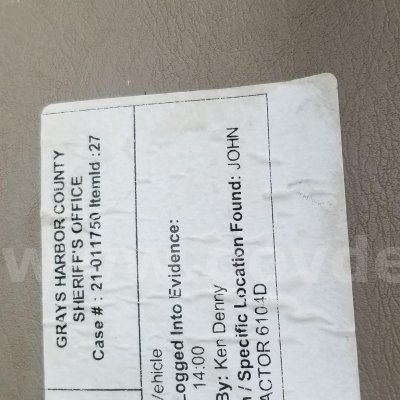 GRAYS HARBOR COUNTY
SHERIFF'S OFFICE
Case # : 21-011750 ItemId :27
Vehicle
Logged Into Evidence:
14:00
By: Ken Denny
/ Specific Location Found: JOHN
ACTOR 6104D